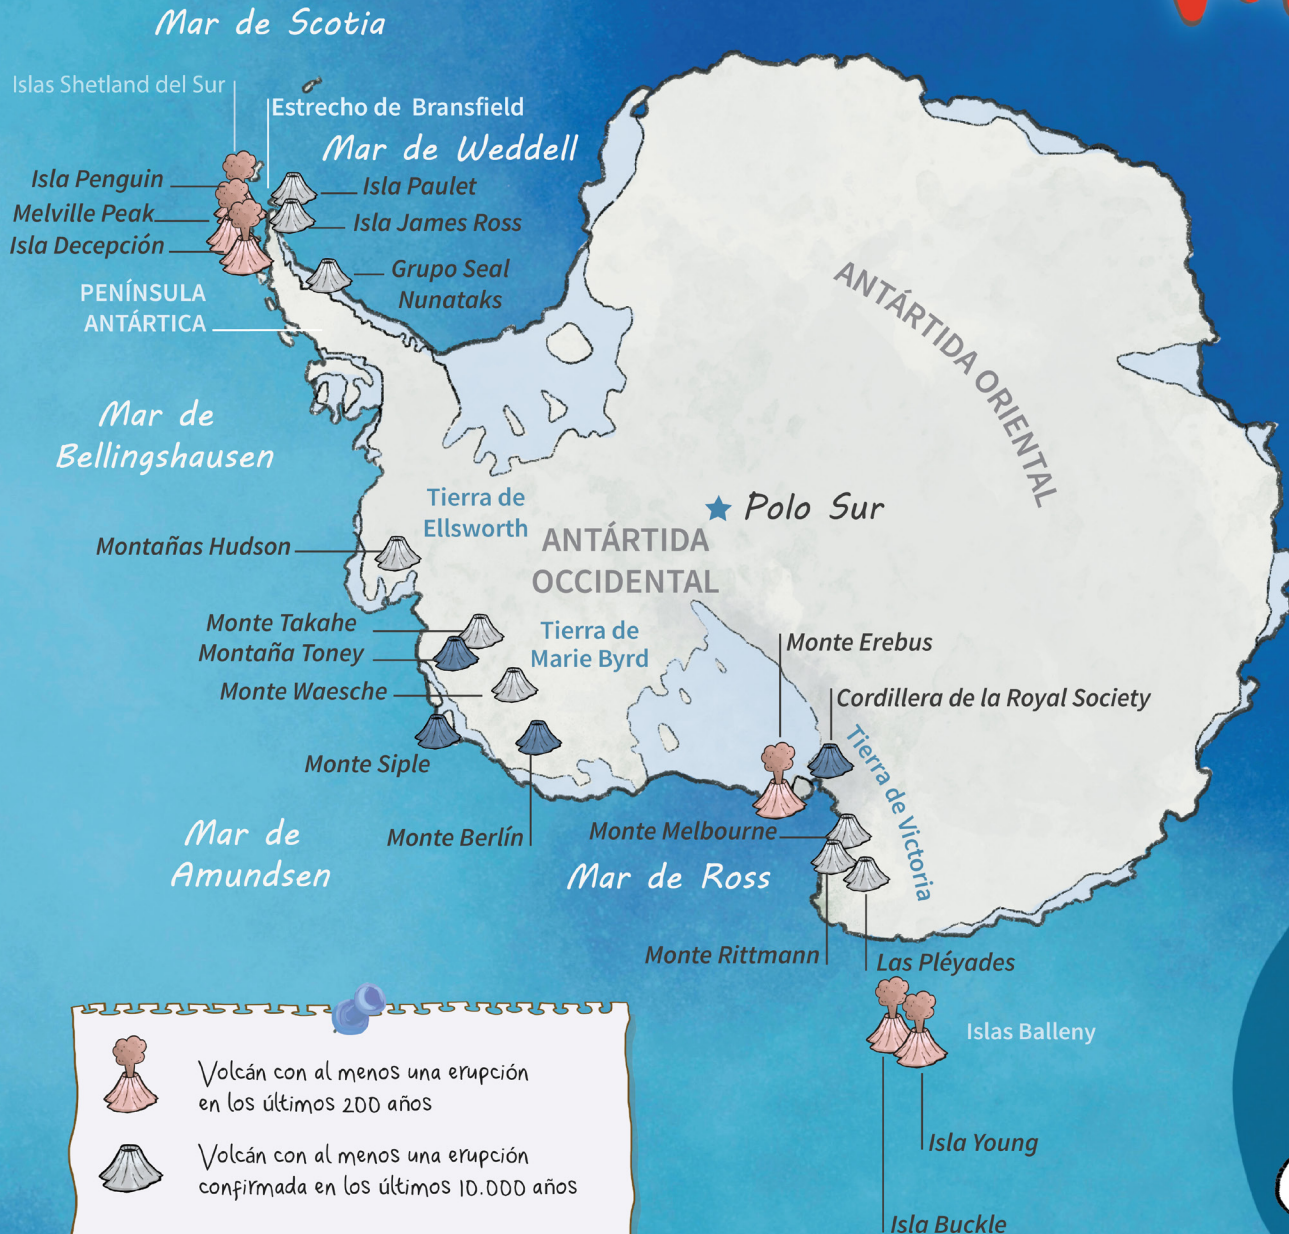 Mar de Scotia
Islas Shetland del Sur
Estrecho de Bransfield
Mar de Weddell
Isla Penguin
Isla Paulet
Melville Peak
Isla James Ross
Isla Decepción
Grupo Seal
Nunataks
PENÍNSULA
ANTÁRTICA
ANTÁRTIDA ORIENTAL
Mar de
Bellingshausen
Tierra de
Ellsworth
Polo Sur
ANTÁRTIDA
OCCIDENTAL
Montañas Hudson
Monte Takahe
Montaña Toney
Tierra de
Marie Byrd
Monte Erebus
Monte Waesche
Cordillera de la Royal Society
Tierra de Victoria
Monte Siple
Monte Berlín
Monte Melbourne
Mar de
Amundsen
Mar de Ross
Monte Rittmann
Las Pléyades
Islas Balleny
Isla Young
Isla Buckle
Volcán con al menos una erupción
en los últimos 200 años
Volcán con al menos una erupción
confirmada en los últimos 10.000 años